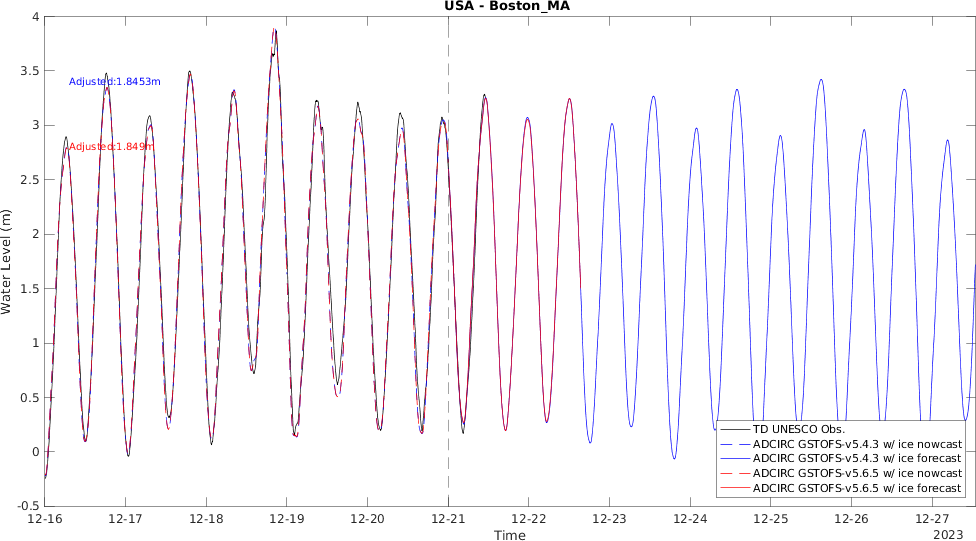 USA - Boston_MA
4
3.5
3
2.5
2
1.5
1
0.5
0
-0.5
Water Level (m)
Adjusted:1.8453m
Adjusted:1.849m
TD UNESCO Obs.
ADCIRC GSTOFS-v5.4.3 w/ ice nowcast
ADCIRC GSTOFS-v5.4.3 w/ ice forecast
ADCIRC GSTOFS-v5.6.5 w/ ice nowcast
ADCIRC GSTOFS-v5.6.5 w/ ice forecast
12-16 12-17 12-18 12-19 12-20 12-21 12-22 12-23 12-24 12-25 12-26 12-27
Time
2023